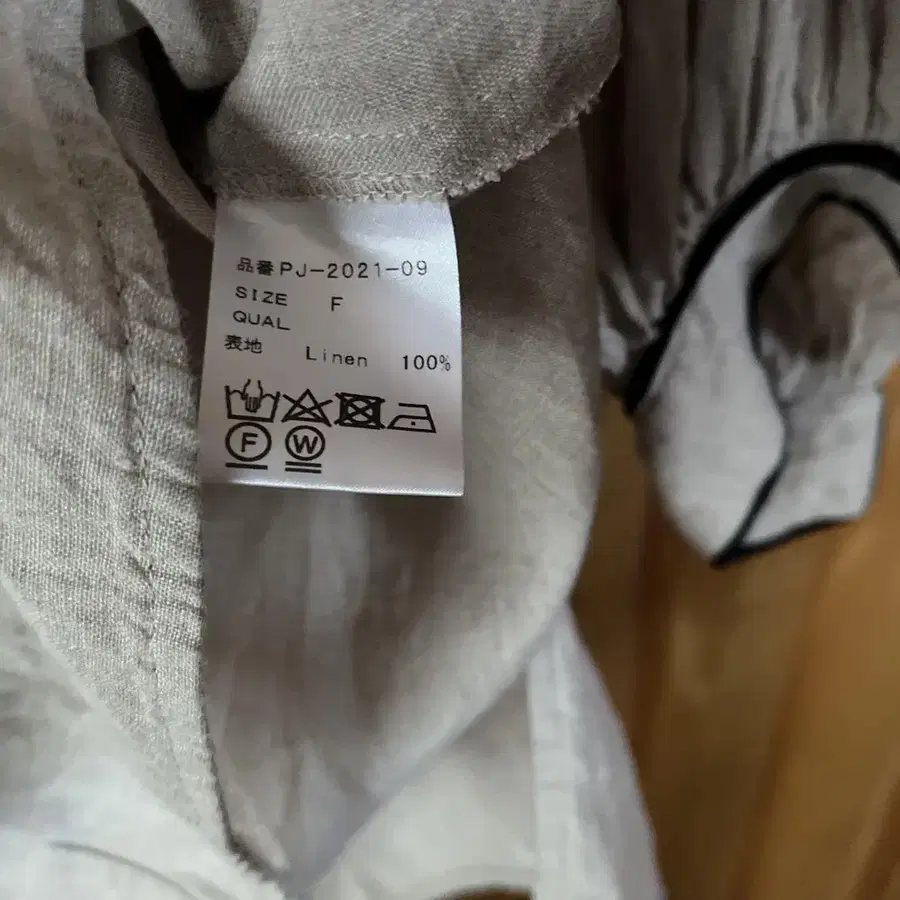 品番 PJ-2021-09
SIZE F
QUAL
表地 Linen 100%
F W